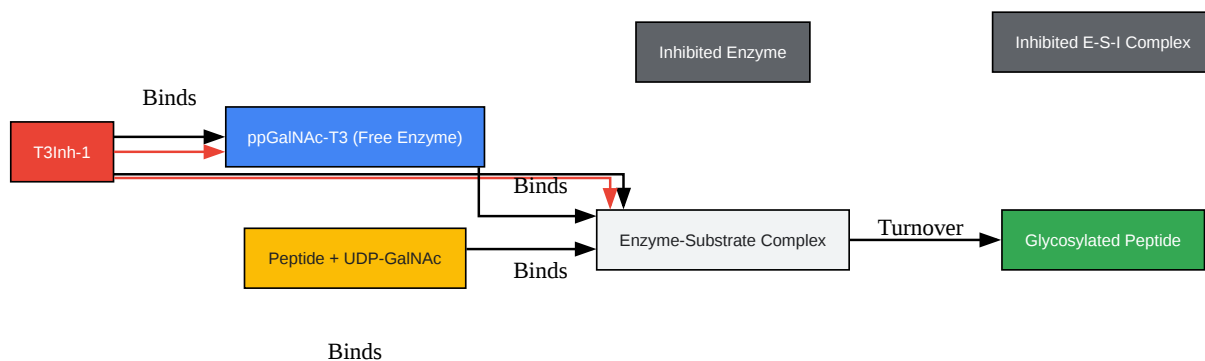 Inhibited Enzyme
Inhibited E-S-I Complex
Binds
T3Inh-1
ppGalNAc-T3 (Free Enzyme)
Binds
Enzyme-Substrate Complex
Turnover
Glycosylated Peptide
Peptide + UDP-GalNAc
Binds
Binds